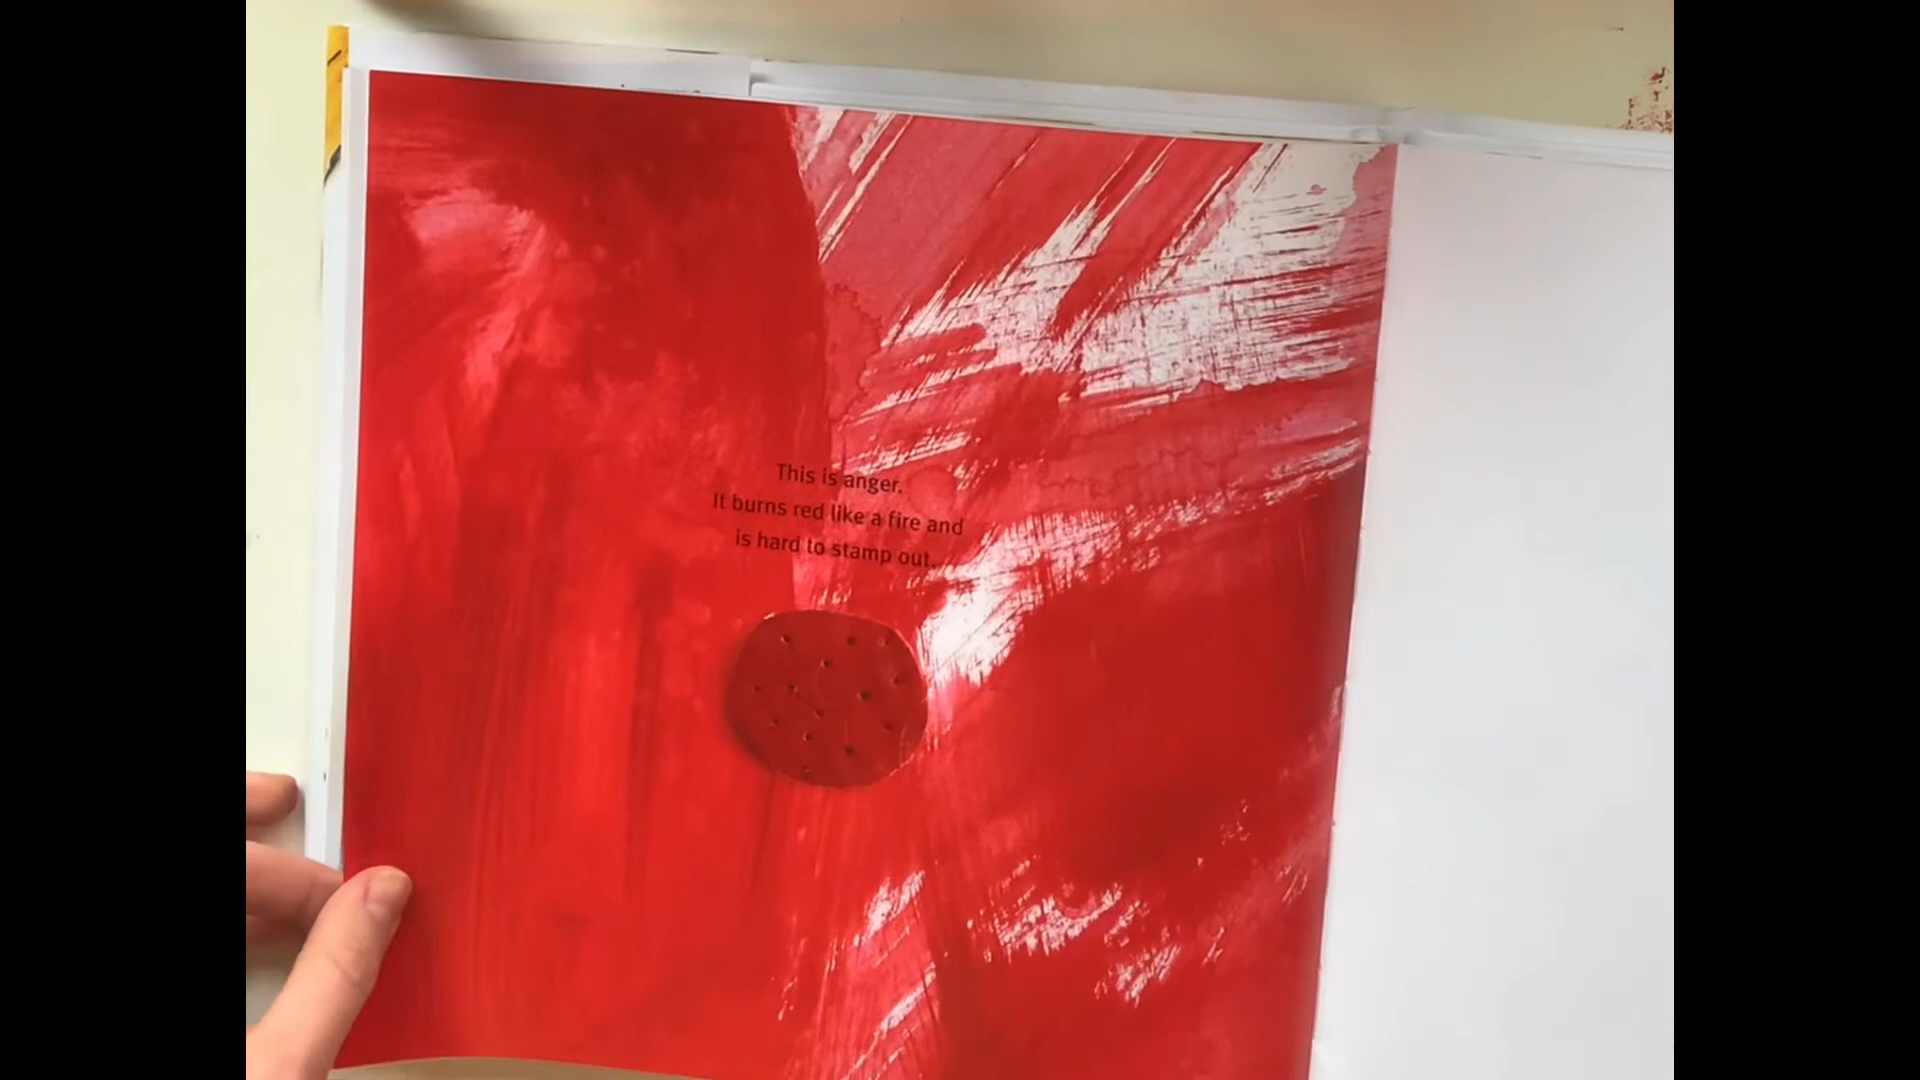 This is anger.
It burns red like a fire and
is hard to stamp out.